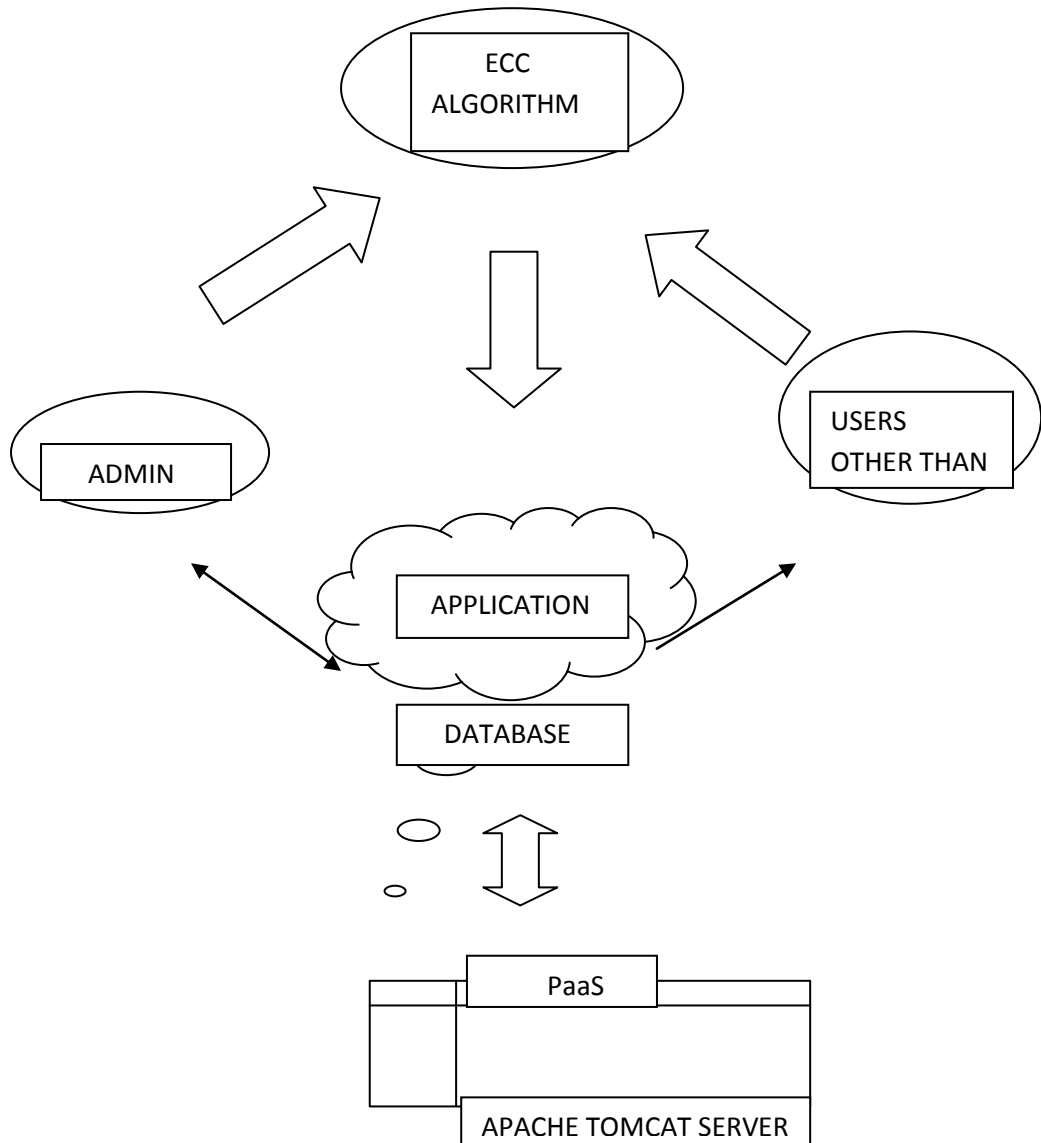 ECC
ALGORITHM
ADMIN
USERS
OTHER THAN
APPLICATION
DATABASE
PaaS
APACHE TOMCAT SERVER